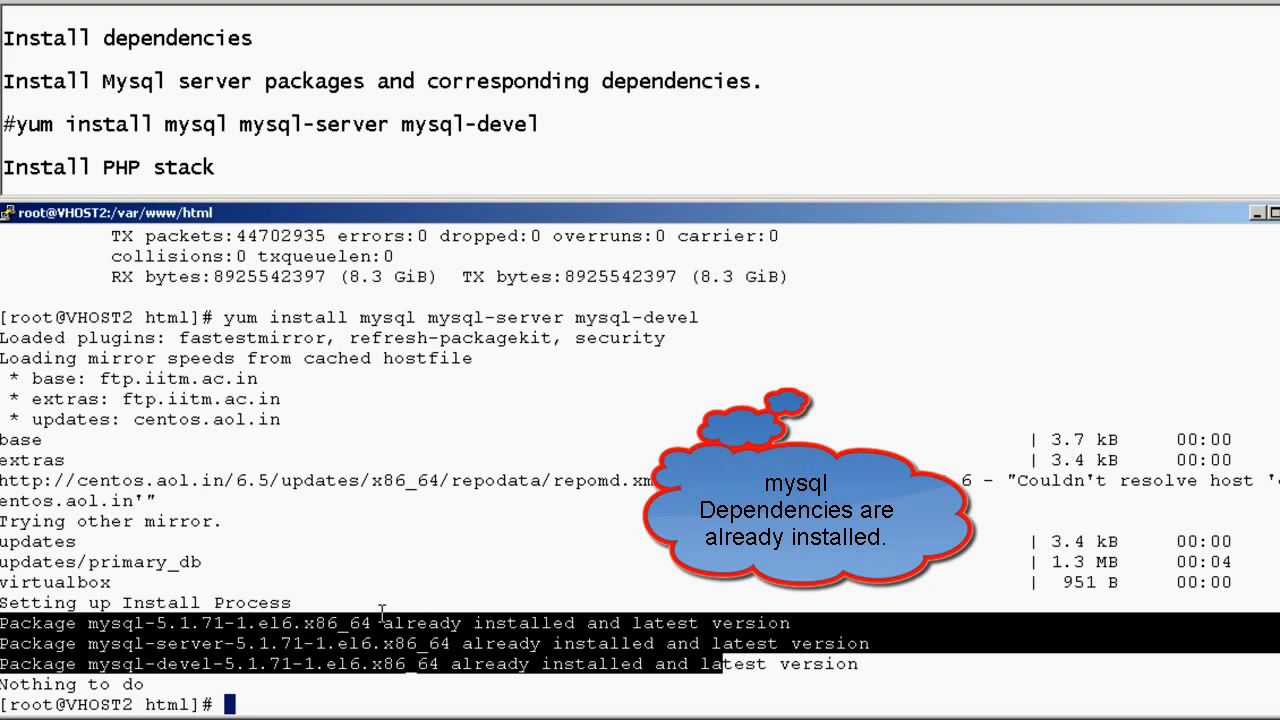 Install dependencies
Install Mysql server packages and corresponding dependencies.
#yum install mysql mysql-server mysql-devel
Install PHP stack
root@VHOST2:/var/www/html
TX packets:44702935 errors:0 dropped:0 overruns:0 carrier:0
collisions:0 txqueuelen:0
RX bytes:8925542397 (8.3 GiB)  TX bytes:8925542397 (8.3 GiB)
[root@VHOST2 html]# yum install mysql mysql-server mysql-devel
Loaded plugins: fastestmirror, refresh-packagekit, security
Loading mirror speeds from cached hostfile
* base: ftp.iitm.ac.in
* extras: ftp.iitm.ac.in
* updates: centos.aol.in
base | 3.7 kB 00:00
extras | 3.4 kB 00:00
http://centos.aol.in/6.5/updates/x86_64/repodata/repomd.xm 6 - "Couldn't resolve host '
entos.aol.in'"
Trying other mirror.
updates | 3.4 kB 00:00
updates/primary_db | 1.3 MB 00:04
virtualbox | 951 B 00:00
Setting up Install Process
Package mysql-5.1.71-1.el6.x86_64 already installed and latest version
Package mysql-server-5.1.71-1.el6.x86_64 already installed and latest version
Package mysql-devel-5.1.71-1.el6.x86_64 already installed and latest version
Nothing to do
[root@VHOST2 html]#
mysql
Dependencies are
already installed.